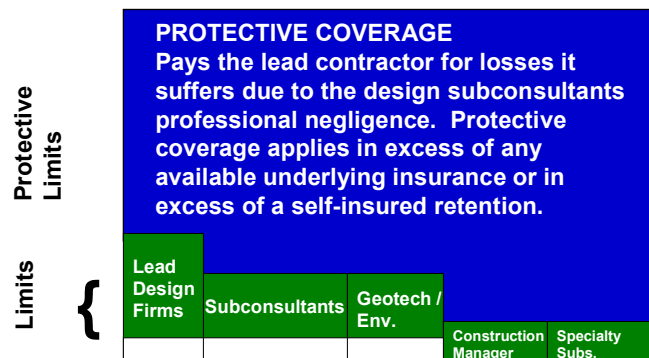 PROTECTIVE COVERAGE
Pays the lead contractor for losses it
suffers due to the design subconsultants
professional negligence.  Protective
coverage applies in excess of any
available underlying insurance or in
excess of a self-insured retention.
Protective
Limits
Limits
{
Lead
Design
Firms
Subconsultants
Geotech /
Env.
Construction
Manager
Specialty
Subs.